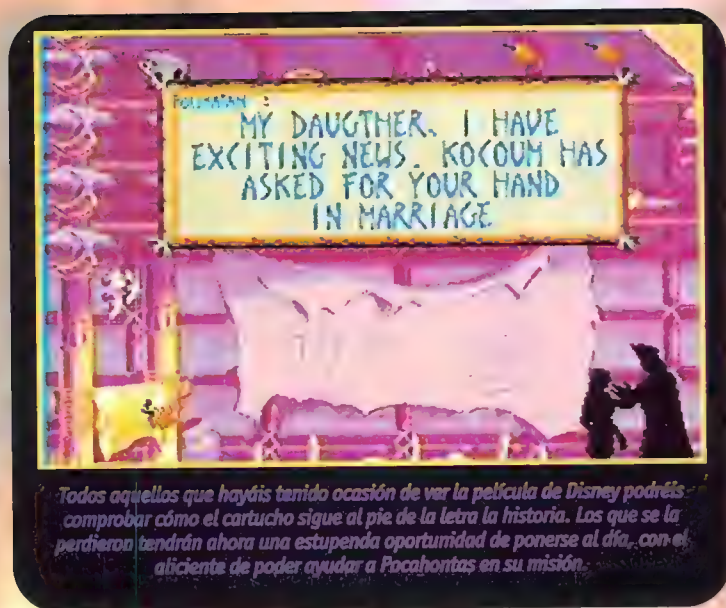 POWHATAN :
MY DAUGTHER. I HAVE
EXCITING NEWS. KOCOUM HAS
ASKED FOR YOUR HAND
IN MARRIAGE
Todos aquellos que hayáis tenido ocasión de ver la película de Disney podréis
comprobar cómo el cartucho sigue al pie de la letra la historia. Los que se la
perdieron tendrán ahora una estupenda oportunidad de ponerse al día, con el
aliciente de poder ayudar a Pocahontas en su misión.